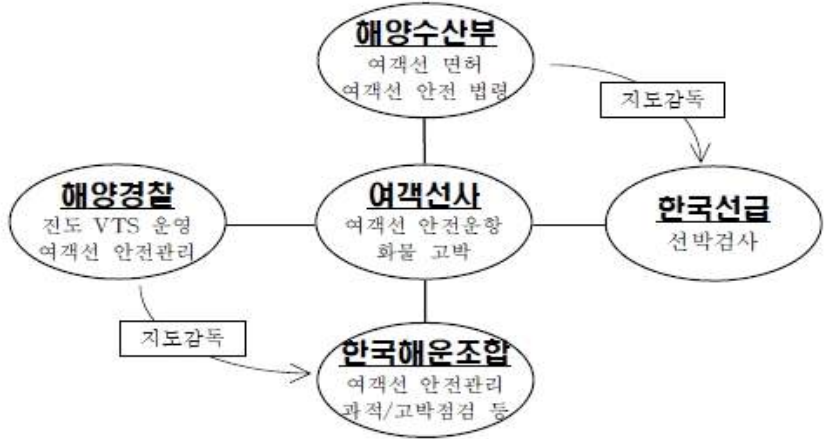 해양수산부
여객선 면허
여객선 안전 법령
지도감독
해양경찰
진도 VTS 운영
여객선 안전관리
여객선사
여객선 안전운항
화물 고박
한국선급
선박검사
지도감독
한국해운조합
여객선 안전관리
과적/고박점검 등